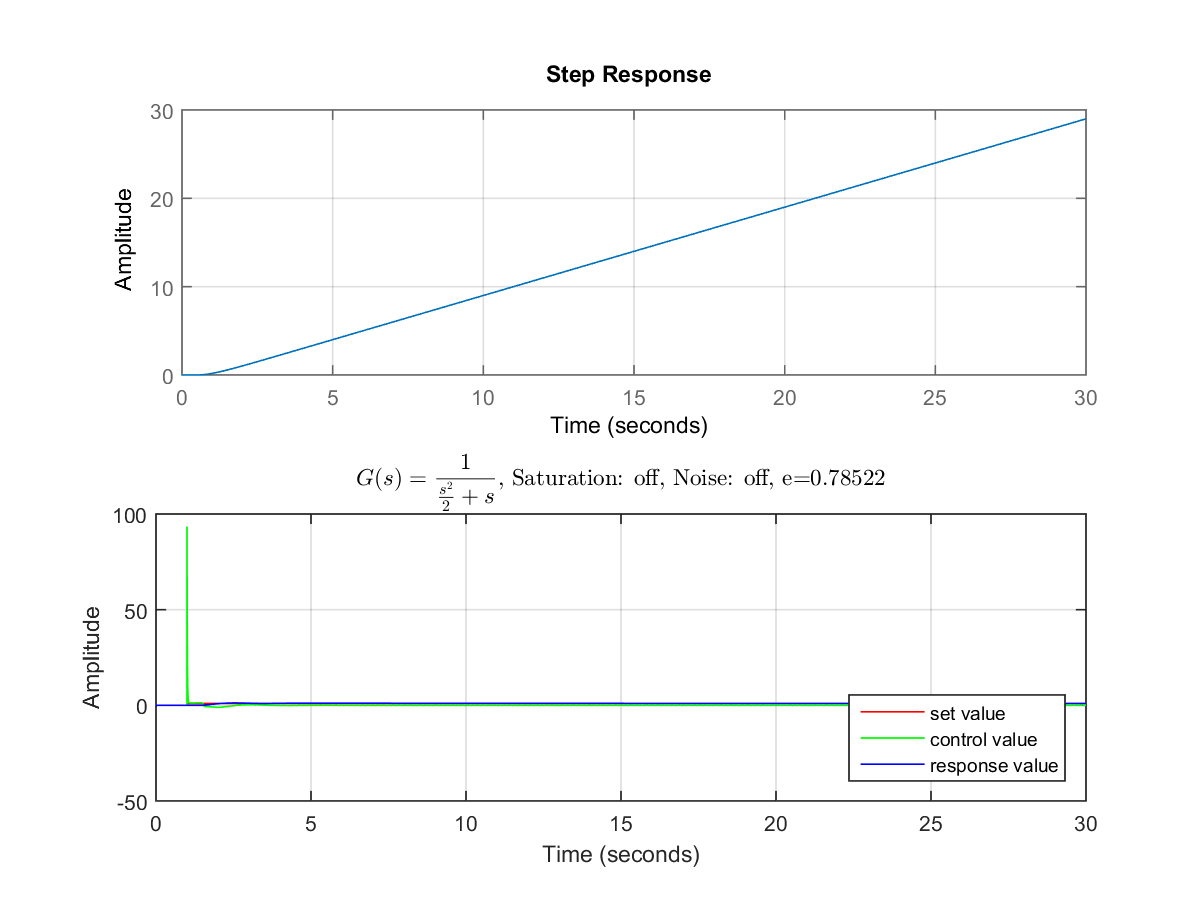 Step Response
30
20
10
0
Amplitude
0 5 10 15 20 25 30
Time (seconds)
G(s) = 1/(s²/2 + s), Saturation: off, Noise: off, e=0.78522
100
50
0
-50
Amplitude
set value
control value
response value
0 5 10 15 20 25 30
Time (seconds)